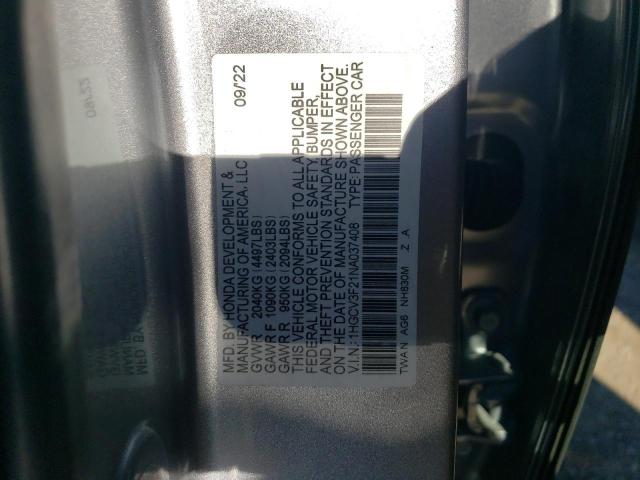 MFD. BY HONDA DEVELOPMENT & 09/22
MANUFACTURING OF AMERICA, LLC
GVWR 2040KG(4497LBS)
GAWR F 1090KG(2403LBS)
GAWR R 950KG(2094LBS)
THIS VEHICLE CONFORMS TO ALL APPLICABLE
FEDERAL MOTOR VEHICLE SAFETY, BUMPER,
AND THEFT PREVENTION STANDARDS IN EFFECT
ON THE DATE OF MANUFACTURE SHOWN ABOVE.
V.I.N.:1HGCV3F21NA037408 TYPE:PASSENGER CAR
TWAN AG6 NH830M Z A